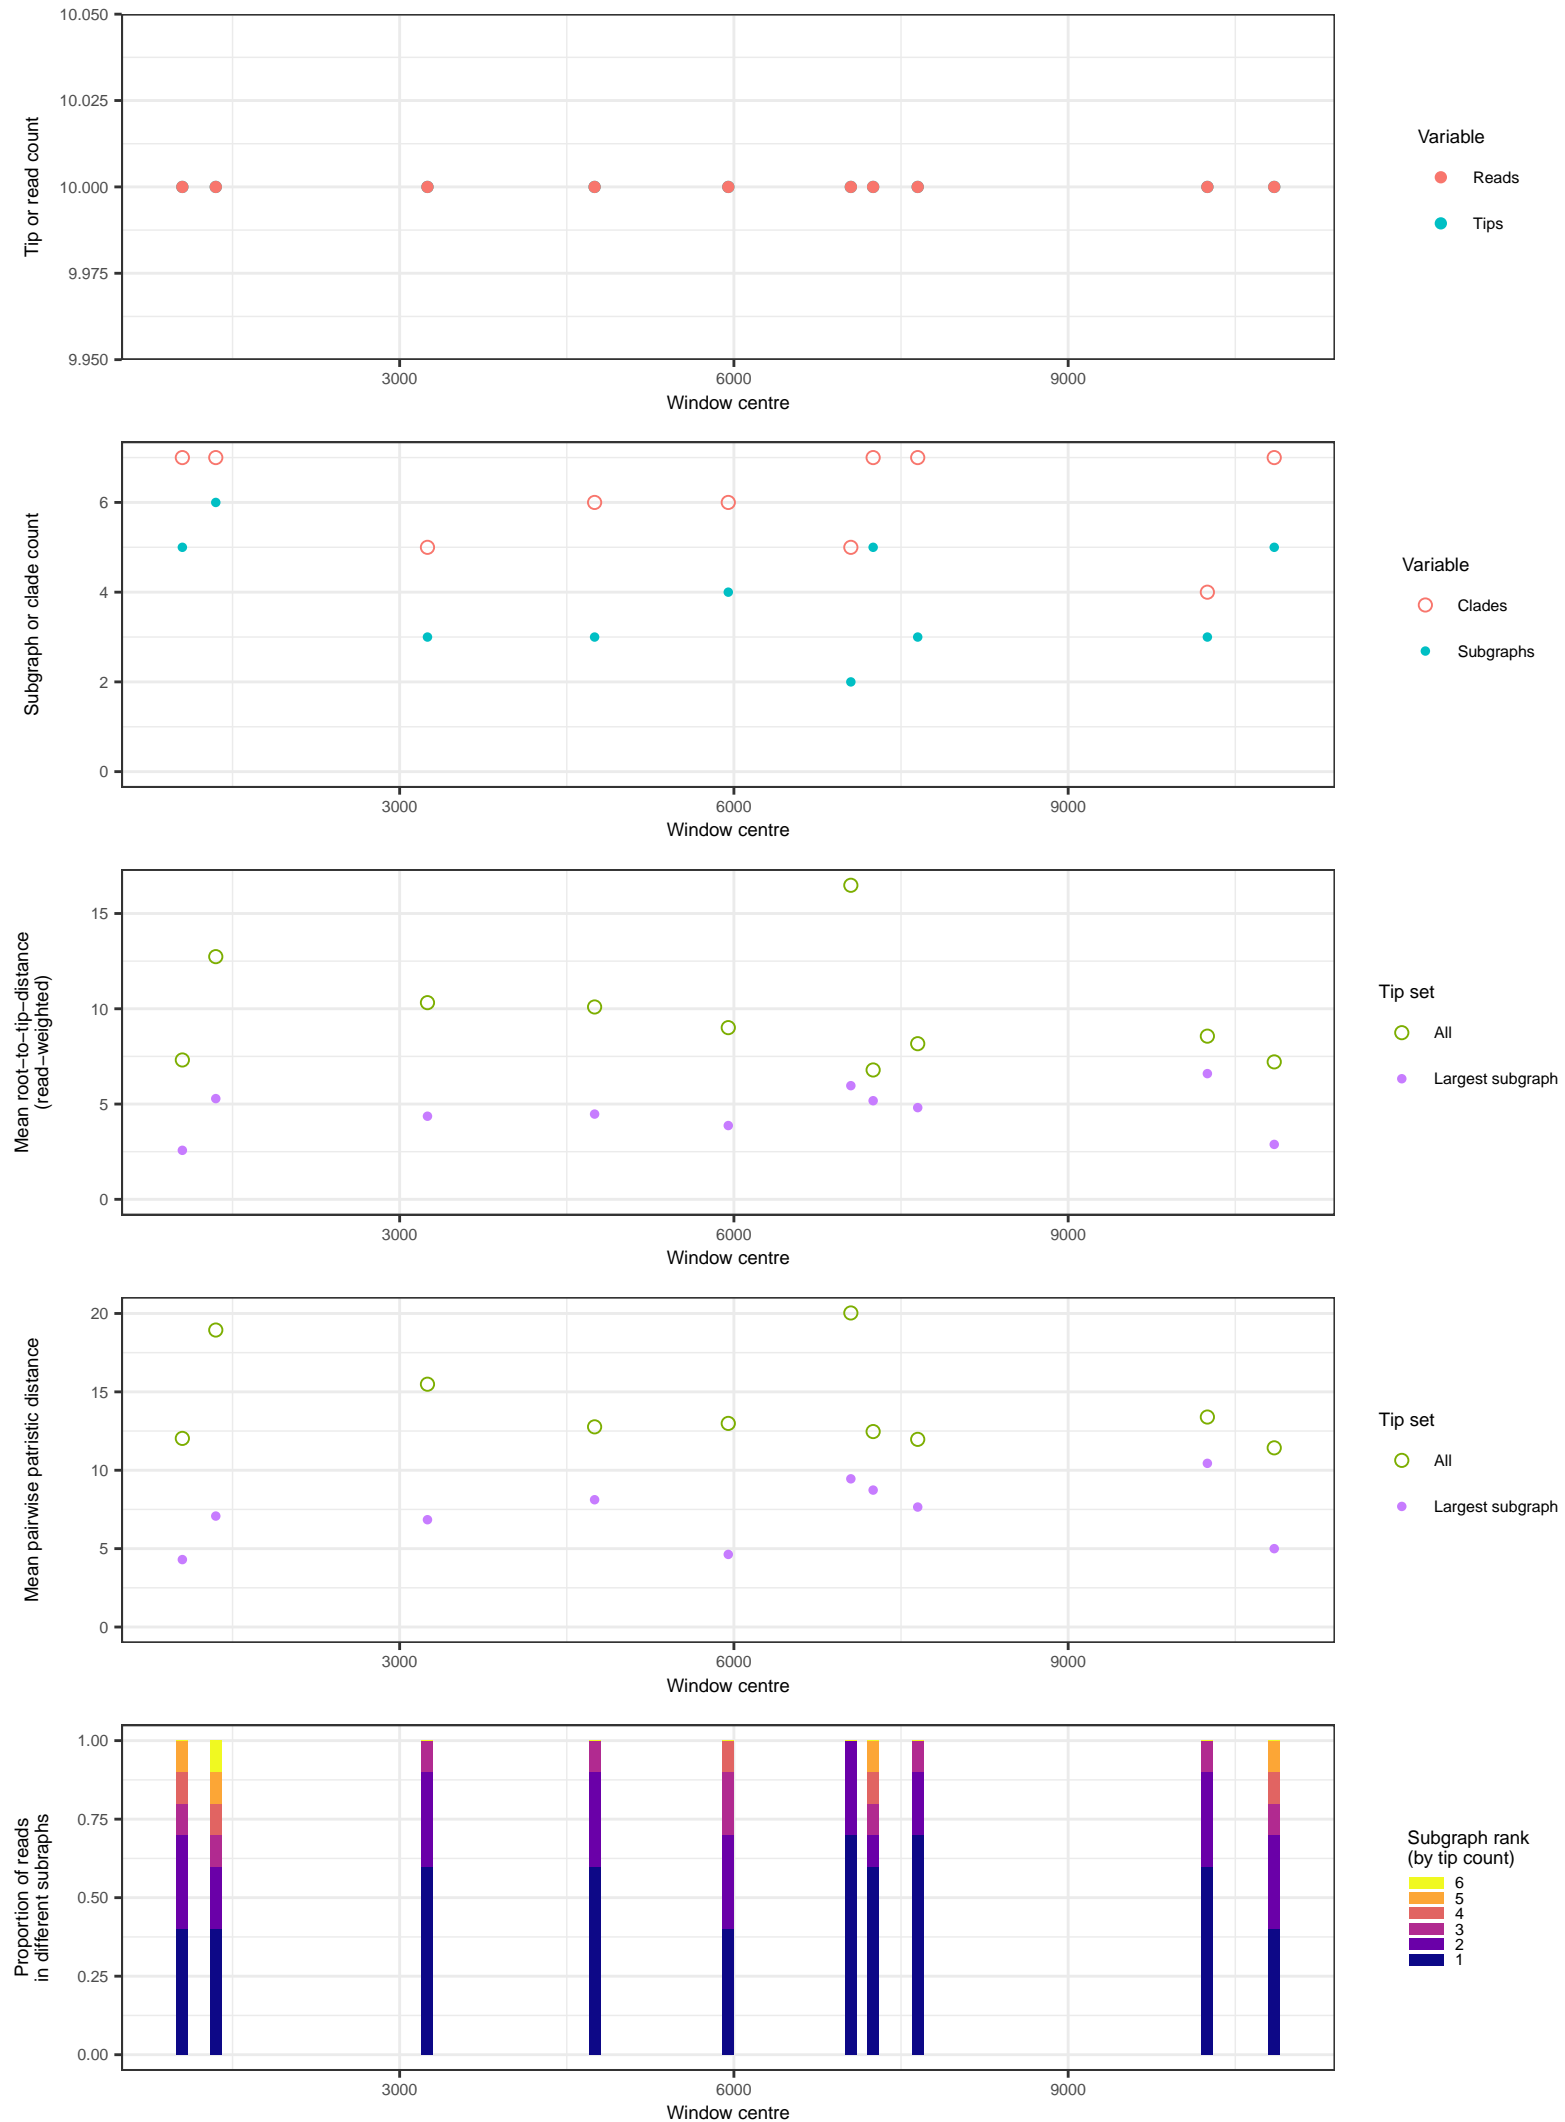 10.050
10.025
10.000
9.975
9.950
Tip or read count
3000 6000 9000
Window centre
Variable
Reads
Tips
6
4
2
0
Subgraph or clade count
3000 6000 9000
Window centre
Variable
Clades
Subgraphs
15
10
5
0
Mean root−to−tip−distance
(read−weighted)
3000 6000 9000
Window centre
Tip set
All
Largest subgraph
20
15
10
5
0
Mean pairwise patristic distance
3000 6000 9000
Window centre
Tip set
All
Largest subgraph
1.00
0.75
0.50
0.25
0.00
Proportion of reads
in different subraphs
3000 6000 9000
Window centre
Subgraph rank
(by tip count)
6
5
4
3
2
1